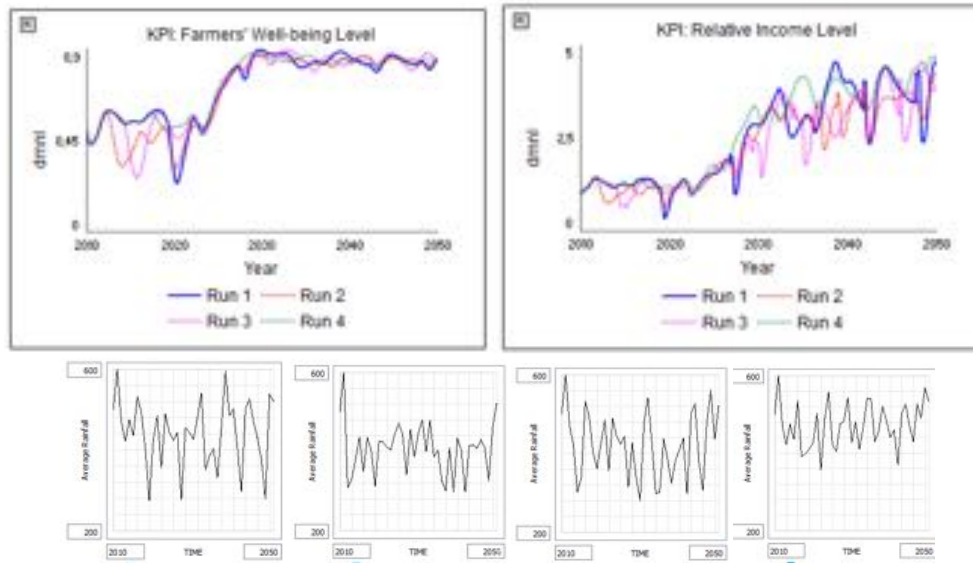 KPI: Farmers' Well-being Level
0,9
0,45
0
dmnl
2010 2020 2030 2040 2050
Year
Run 1 Run 2
Run 3 Run 4
KPI: Relative Income Level
5
2,5
0
dmnl
2010 2020 2030 2040 2050
Year
Run 1 Run 2
Run 3 Run 4
600
Average Rainfall
200
2010 TIME 2050
600
Average Rainfall
200
2010 TIME 2050
600
Average Rainfall
200
2010 TIME 2050
600
Average Rainfall
200
2010 TIME 2050